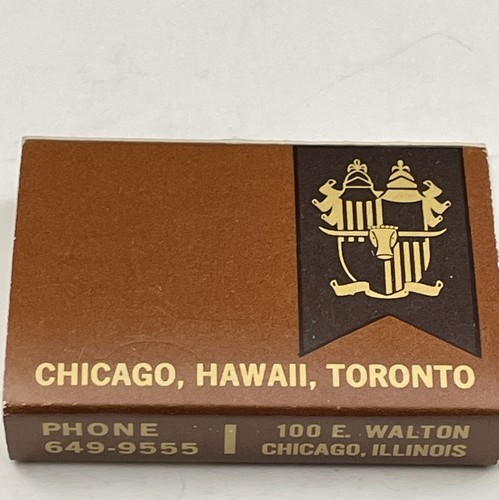 CHICAGO, HAWAII, TORONTO
PHONE
649-9555
100 E. WALTON
CHICAGO, ILLINOIS